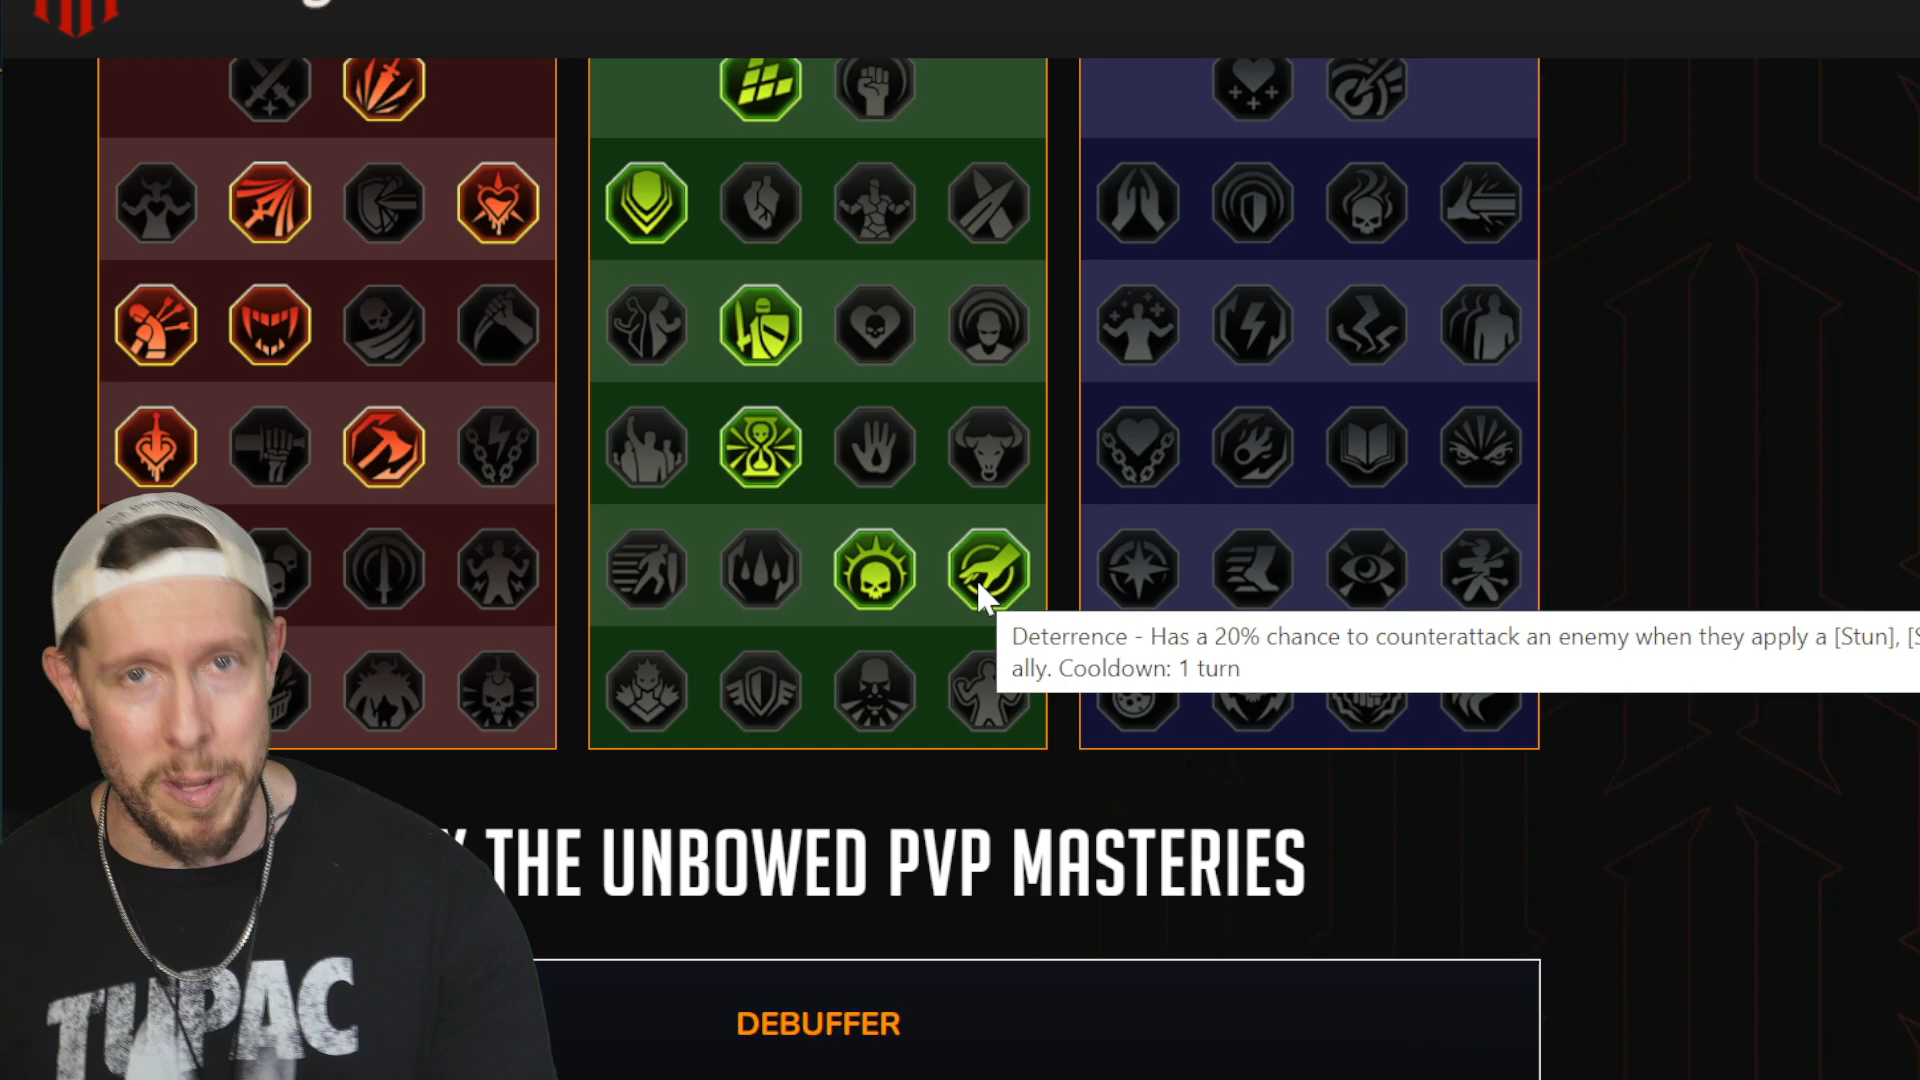 Deterrence - Has a 20% chance to counterattack an enemy when they apply a [Stun], [S
ally. Cooldown: 1 turn
THE UNBOWED PVP MASTERIES
DEBUFFER
TUPAC